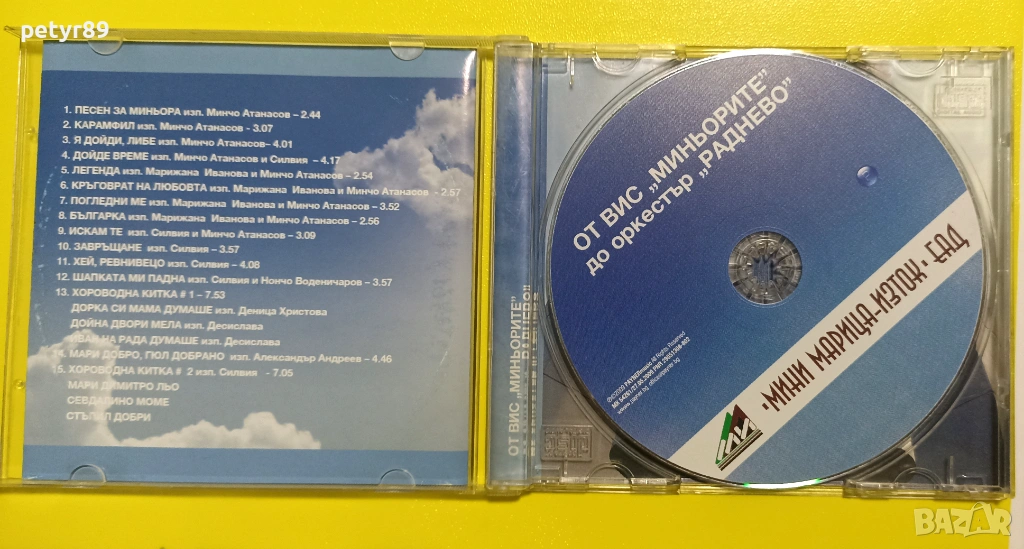 petyr89
1. ПЕСЕН ЗА МИНЬОРА изп. Минчо Атанасов – 2.44
2. КАРАМФИЛ изп. Минчо Атанасов - 3.07
3. Я ДОЙДИ, ЛИБЕ изп. Минчо Атанасов– 4.01
4. ДОЙДЕ ВРЕМЕ изп. Минчо Атанасов и Силвия – 4.17
5. ЛЕГЕНДА изп. Марижана Иванова и Минчо Атанасов – 2.54
6. КРЪГОВРАТ НА ЛЮБОВТА изп. Марижана Иванова и Минчо Атанасов - 2.57
7. ПОГЛЕДНИ МЕ изп. Марижана Иванова и Минчо Атанасов – 3.52
8. БЪЛГАРКА изп. Марижана Иванова и Минчо Атанасов – 2.56
9. ИСКАМ ТЕ изп. Силвия и Минчо Атанасов – 3.09
10. ЗАВРЪЩАНЕ изп. Силвия – 3.57
11. ХЕЙ, РЕВНИВЕЦО изп. Силвия – 4.08
12. ШАПКАТА МИ ПАДНА изп. Силвия и Нончо Воденичаров – 3.57
13. ХОРОВОДНА КИТКА # 1 – 7.53
ДОРКА СИ МАМА ДУМАШЕ изп. Деница Христова
ДОЙНА ДВОРИ МЕЛА изп. Десислава
ИВАН НА РАДА ДУМАШЕ изп. Десислава
14. МАРИ ДОБРО, ГЮЛ ДОБРАНО изп. Александър Андреев – 4.46
15. ХОРОВОДНА КИТКА # 2 изп. Силвия – 7.05
МАРИ ДИМИТРО ЛЬО
СЕВДАЛИНО МОМЕ
СТЪПИЛ ДОБРИ
ОТ ВИС „МИНЬОРИТЕ”
ОТ ВИС „МИНЬОРИТЕ”
до оркестър „РАДНЕВО”
"МИНИ МАРИЦА-ИЗТОК" ЕАД
BAZAR